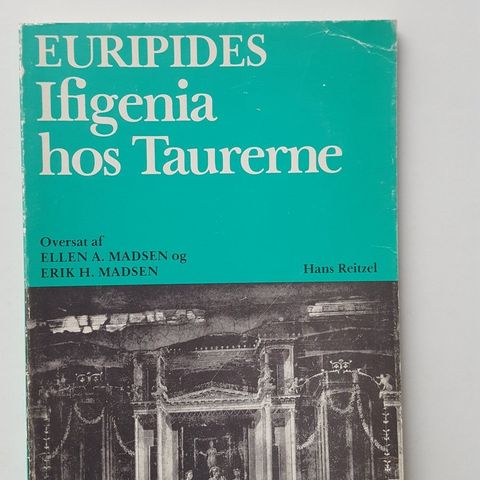 EURIPIDES
Ifigenia
hos Taurerne
Oversat af
ELLEN A. MADSEN og
ERIK H. MADSEN
Hans Reitzel